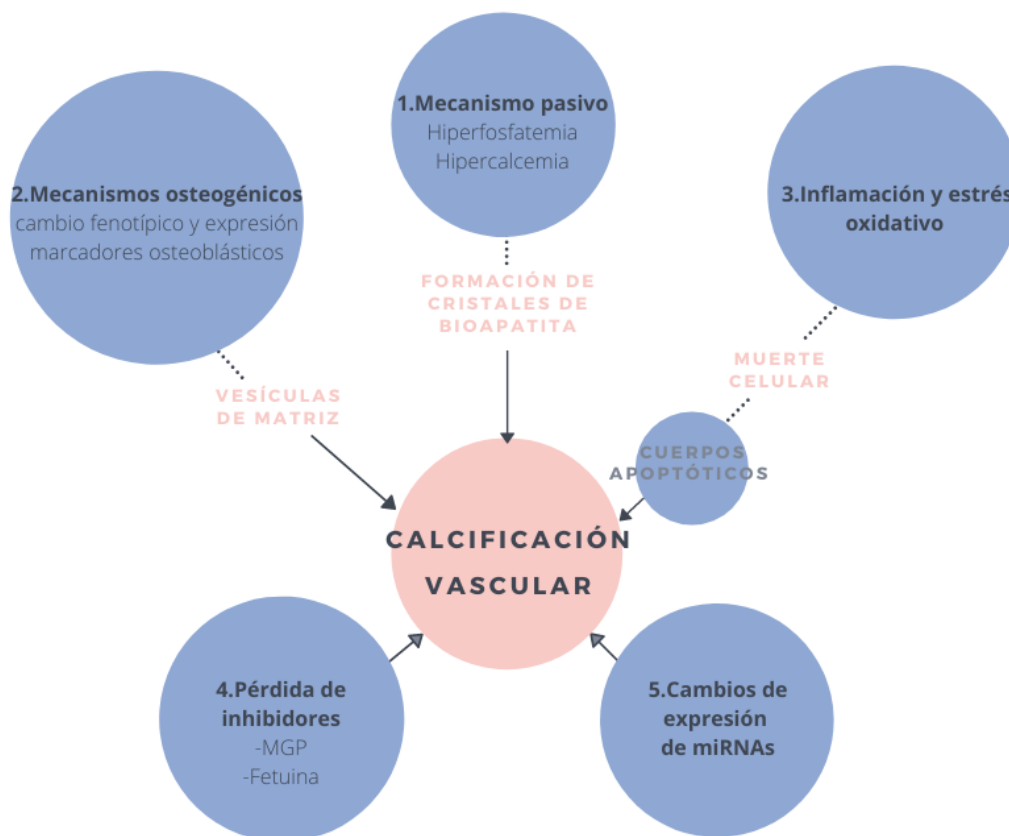 1.Mecanismo pasivo
Hiperfosfatemia
Hipercalcemia
2.Mecanismos osteogénicos
cambio fenotípico y expresión
marcadores osteoblásticos
3.Inflamación y estrés
oxidativo
FORMACIÓN DE
CRISTALES DE
BIOAPATITA
VESÍCULAS
DE MATRIZ
MUERTE
CELULAR
CUERPOS
APOPTÓTICOS
CALCIFICACIÓN
VASCULAR
4.Pérdida de
inhibidores
-MGP
-Fetuina
5.Cambios de
expresión
de miRNAs